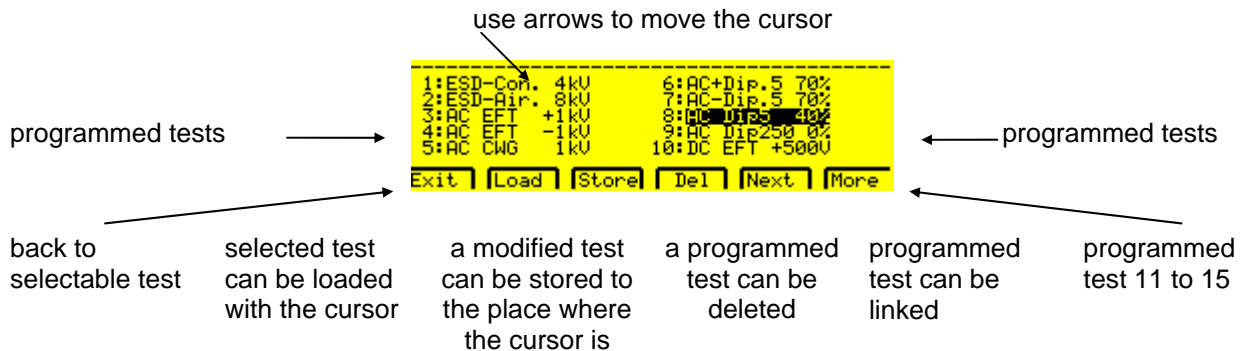 use arrows to move the cursor
1:ESD-Con. 4kV 6:AC+Dip.5 70%
2:ESD-Air. 8kV 7:AC-Dip.5 70%
3:AC EFT +1kV 8:AC Dip5 40%
4:AC EFT -1kV 9:AC Dip250 0%
5:AC CWG 1kV 10:DC EFT +500V
programmed tests
programmed tests
Exit Load Store Del Next More
back to selected test a modified test a programmed programmed programmed
selectable test can be loaded can be stored to test can be test can be test 11 to 15
with the cursor the place where deleted linked
the cursor is